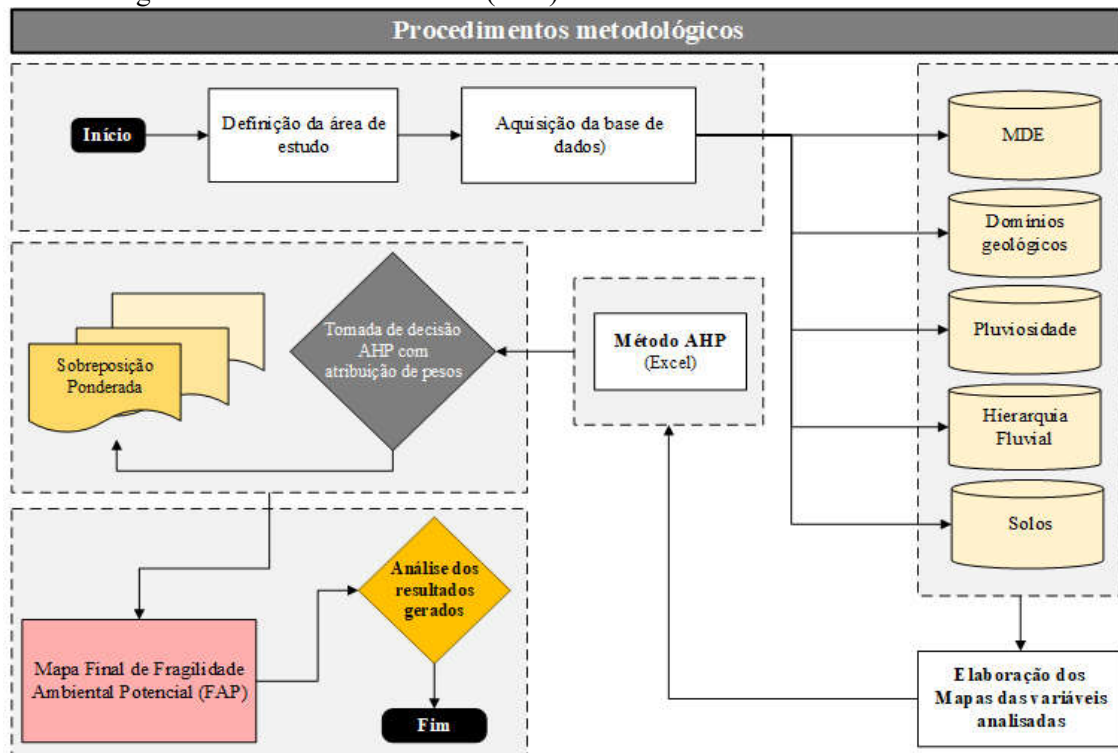 Procedimentos metodológicos
Início
Definição da área de
estudo
Aquisição da base de
dados)
MDE
Domínios
geológicos
Pluviosidade
Hierarquia
Fluvial
Solos
Elaboração dos
Mapas das variáveis
analisadas
Método AHP
(Excel)
Tomada de decisão
AHP com
atribuição de pesos
Sobreposição
Ponderada
Mapa Final de Fragilidade
Ambiental Potencial (FAP)
Análise dos
resultados
gerados
Fim